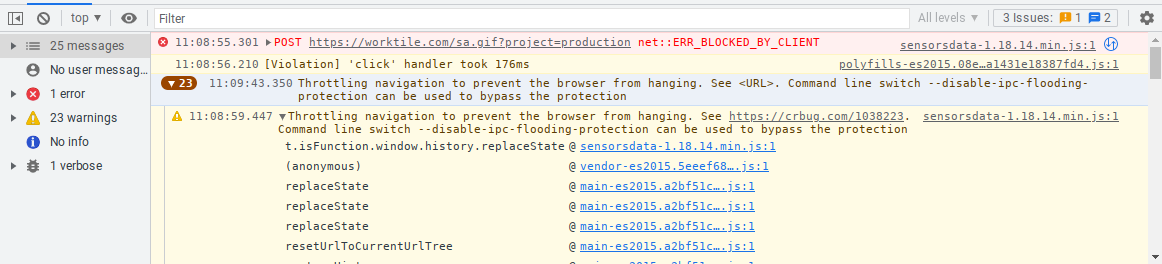 top Filter All levels 3 Issues: 1 2
25 messages
No user messag...
1 error
23 warnings
No info
1 verbose
11:08:55.301 POST https://worktile.com/sa.gif?project=production net::ERR_BLOCKED_BY_CLIENT sensorsdata-1.18.14.min.js:1
11:08:56.210 [Violation] 'click' handler took 176ms polyfills-es2015.08e…a1431e18387fd4.js:1
23 11:09:43.350 Throttling navigation to prevent the browser from hanging. See <URL>. Command line switch --disable-ipc-flooding-
protection can be used to bypass the protection
11:08:59.447 Throttling navigation to prevent the browser from hanging. See https://crbug.com/1038223. sensorsdata-1.18.14.min.js:1
Command line switch --disable-ipc-flooding-protection can be used to bypass the protection
t.isFunction.window.history.replaceState @ sensorsdata-1.18.14.min.js:1
(anonymous) @ vendor-es2015.5eeef68….js:1
replaceState @ main-es2015.a2bf51c….js:1
replaceState @ main-es2015.a2bf51c….js:1
replaceState @ main-es2015.a2bf51c….js:1
resetUrlToCurrentUrlTree @ main-es2015.a2bf51c….js:1